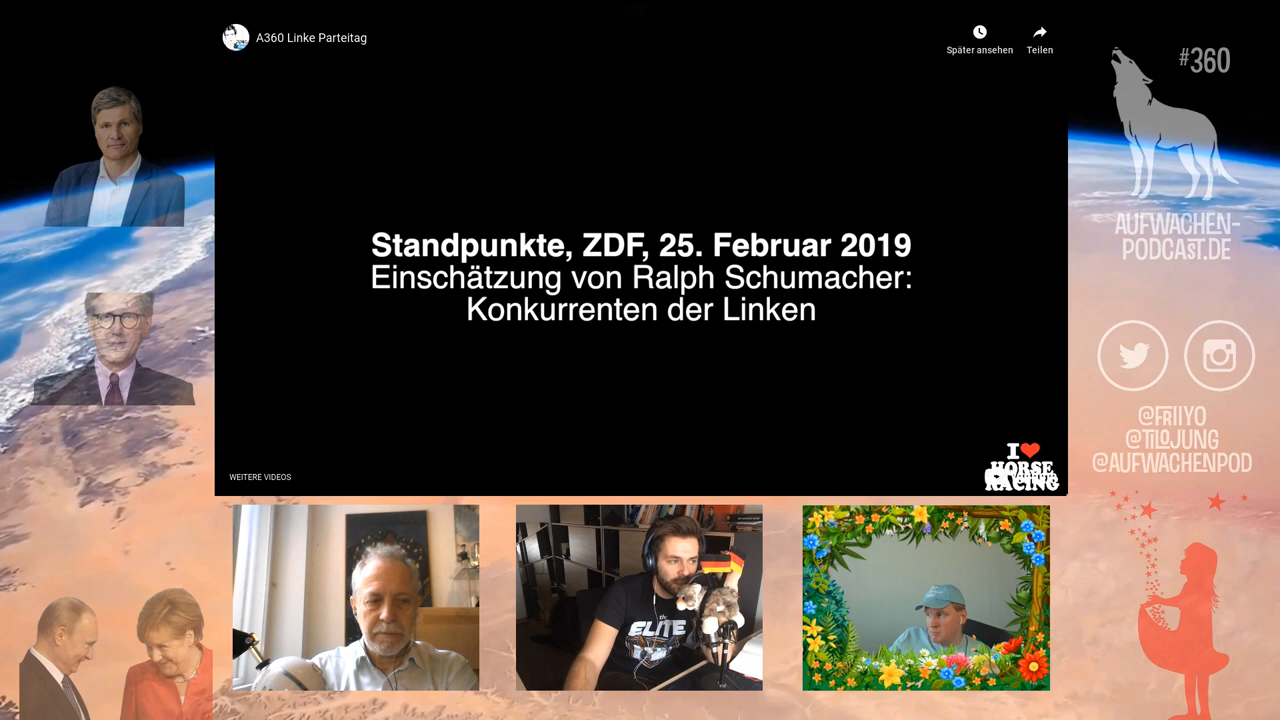 A360 Linke Parteitag
Später ansehen
Teilen
#360
Standpunkte, ZDF, 25. Februar 2019
Einschätzung von Ralph Schumacher:
Konkurrenten der Linken
AUFWACHEN-
PODCAST.DE
@FRIIYO
@TILOJUNG
@AUFWACHENPOD
WEITERE VIDEOS
I
HORSE
RACING
the
ELITE